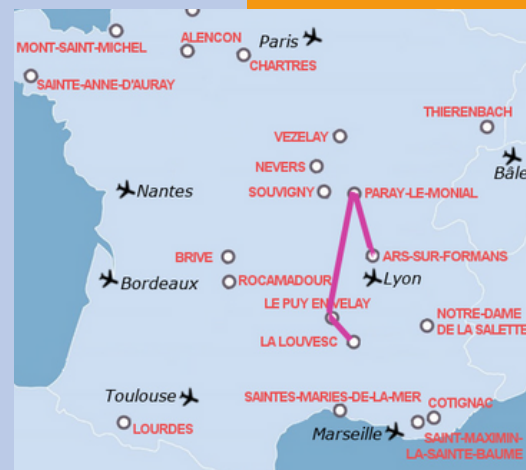 ALENCON
Paris
MONT-SAINT-MICHEL
CHARTRES
SAINTE-ANNE-D'AURAY
THIERENBACH
VEZELAY
NEVERS
Bâle
Nantes
SOUVIGNY
PARAY-LE-MONIAL
BRIVE
ARS-SUR-FORMANS
Bordeaux
ROCAMADOUR
Lyon
LE PUY EN VELAY
NOTRE-DAME
DE LA SALETTE
LA LOUVESC
Toulouse
SAINTES-MARIES-DE-LA-MER
COTIGNAC
LOURDES
Marseille
SAINT-MAXIMIN-
LA-SAINTE-BAUME